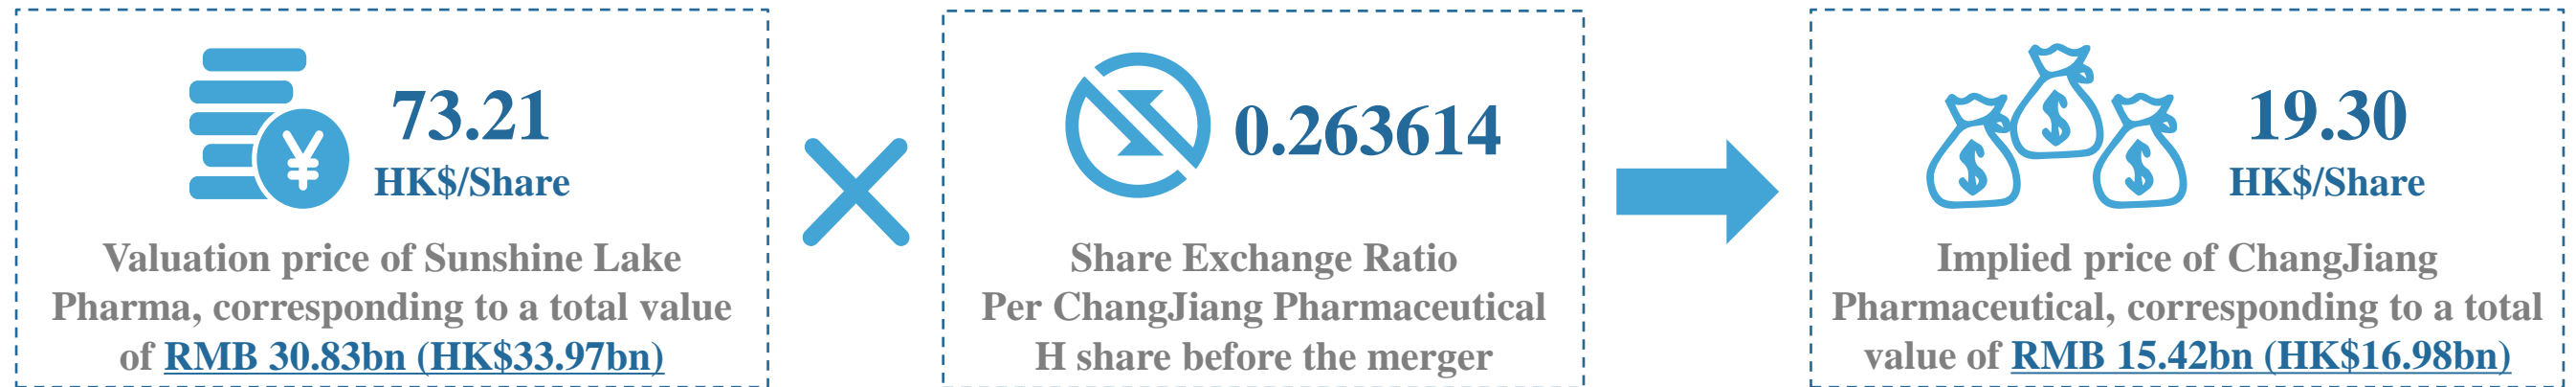 73.21
HK$/Share
Valuation price of Sunshine Lake
Pharma, corresponding to a total value
of RMB 30.83bn (HK$33.97bn)
0.263614
Share Exchange Ratio
Per ChangJiang Pharmaceutical
H share before the merger
19.30
HK$/Share
Implied price of ChangJiang
Pharmaceutical, corresponding to a total
value of RMB 15.42bn (HK$16.98bn)